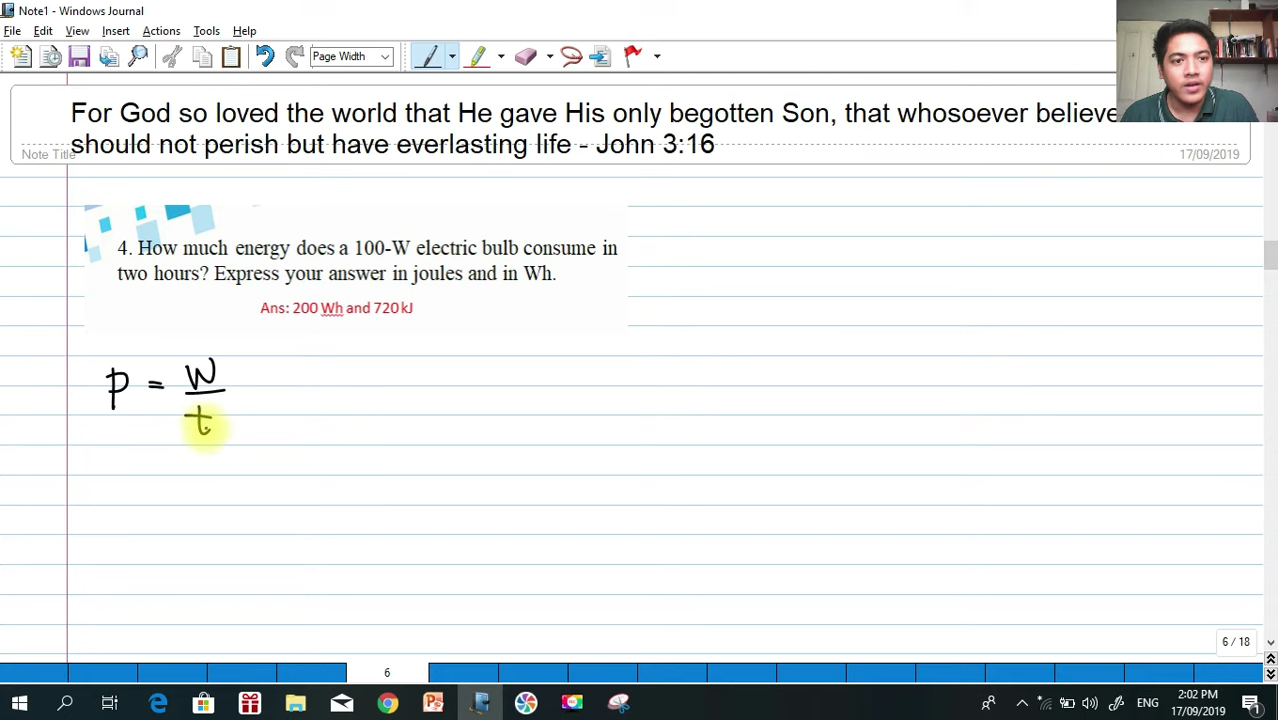 Note1 - Windows Journal
File Edit View Insert Actions Tools Help
Page Width
For God so loved the world that He gave His only begotten Son, that whosoever believe
should not perish but have everlasting life - John 3:16
Note Title
17/09/2019
4. How much energy does a 100-W electric bulb consume in
two hours? Express your answer in joules and in Wh.
Ans: 200 Wh and 720 kJ
P = W
t
6 / 18
6
ENG
2:02 PM
17/09/2019
1